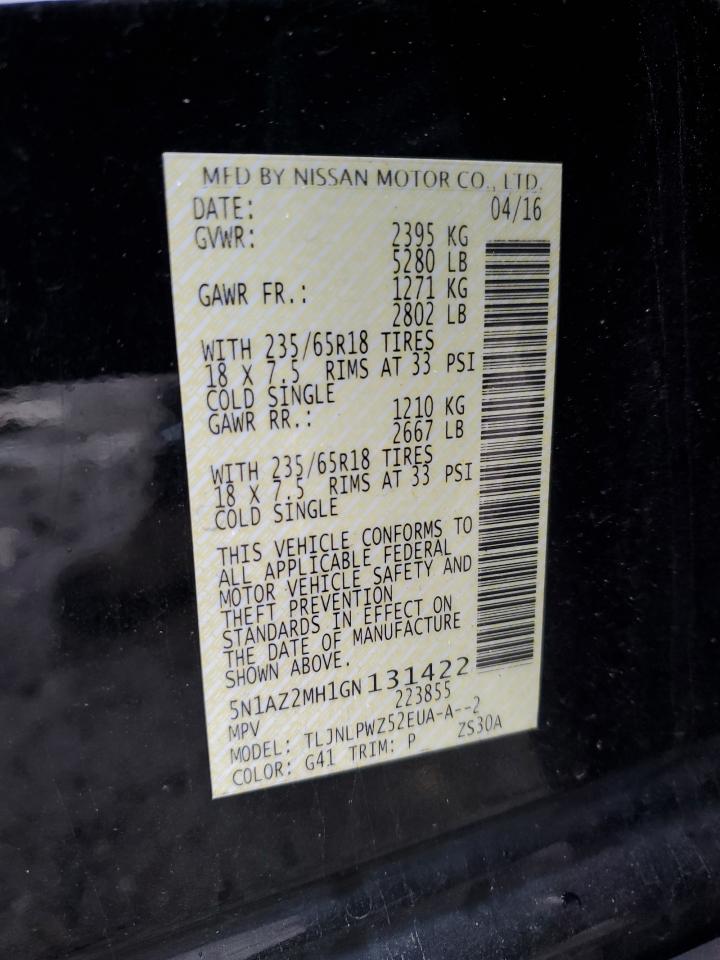 MFD BY NISSAN MOTOR CO., LTD.
DATE: 04/16
GVWR: 2395 KG
5280 LB
GAWR FR.: 1271 KG
2802 LB
WITH 235/65R18 TIRES
18 X 7.5 RIMS AT 33 PSI
COLD SINGLE
GAWR RR.: 1210 KG
2667 LB
WITH 235/65R18 TIRES
18 X 7.5 RIMS AT 33 PSI
COLD SINGLE
THIS VEHICLE CONFORMS TO
ALL APPLICABLE FEDERAL
MOTOR VEHICLE SAFETY AND
THEFT PREVENTION
STANDARDS IN EFFECT ON
THE DATE OF MANUFACTURE
SHOWN ABOVE.
5N1AZ2MH1GN131422
MPV 223855
MODEL: TLJNLPWZ52EUA-A--2
COLOR: G41 TRIM: P_ ZS30A